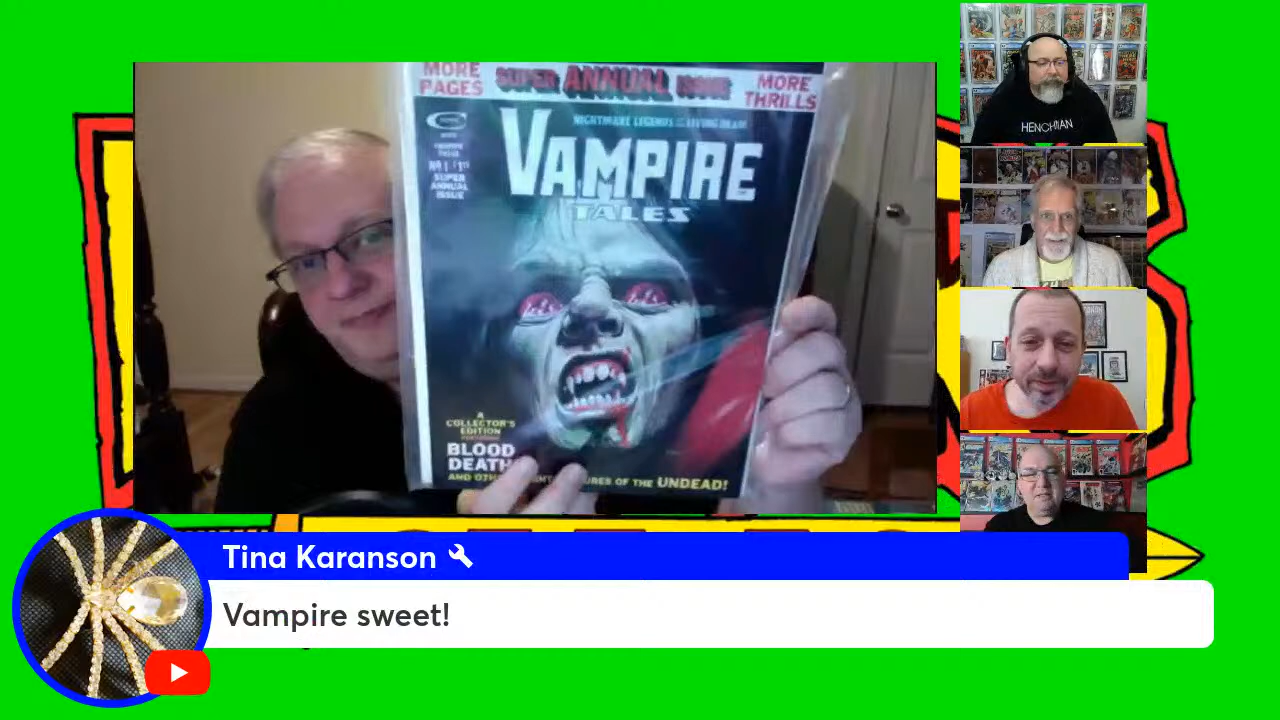 MORE PAGES
SUPER ANNUAL ISSUE
MORE THRILLS
NIGHTMARE LEGENDS OF THE LIVING DEAD
VAMPIRE
TALES
SUPER
ANNUAL
ISSUE
A
COLLECTOR'S
EDITION
BLOOD
DEATH
AND
URES OF THE UNDEAD!
HENCHMAN
Tina Karanson
Vampire sweet!